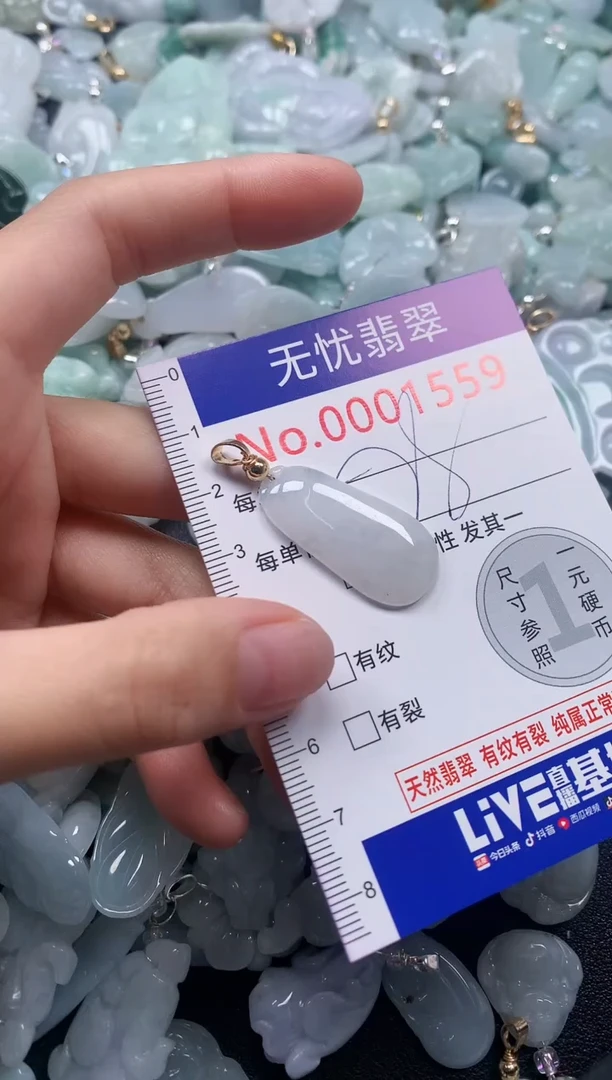 无忧翡翠
No.0001559
0
1
2
每
3
每单
性 发其一
尺寸参照
1
一元硬币
有纹
有裂
6
天然翡翠 有纹有裂 纯属正常
7
LiVE直播基
今日头条 抖音 西瓜视频
8